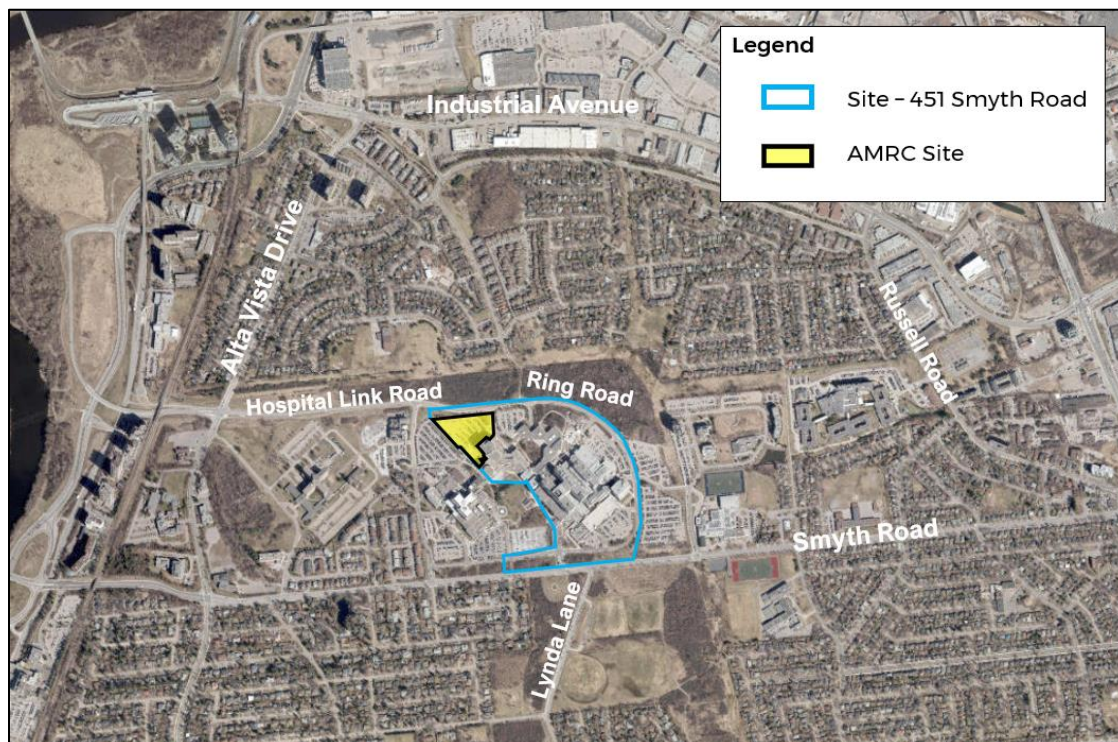 Legend
Site – 451 Smyth Road
AMRC Site
Industrial Avenue
Alta Vista Drive
Russell Road
Ring Road
Hospital Link Road
Smyth Road
Lynda Lane